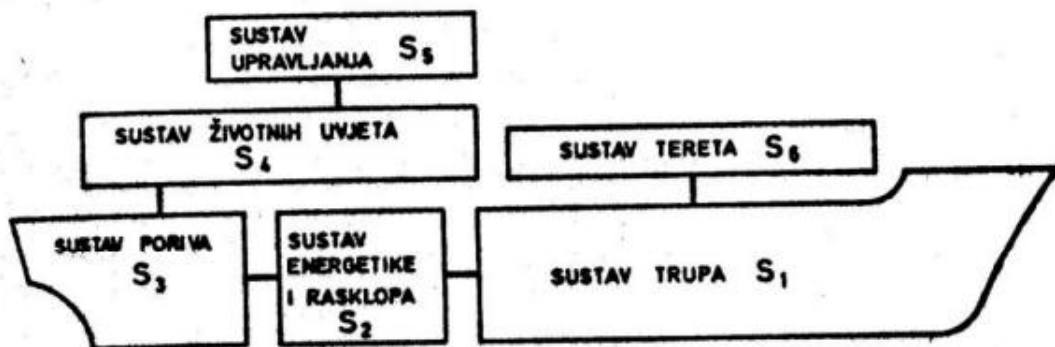 SUSTAV
UPRAVLJANJA S5
SUSTAV ŽIVOTNIH UVJETA
S4
SUSTAV TERETA S6
SUSTAV PORIVA
S3
SUSTAV
ENERGETIKE
I RASKLOPA
S2
SUSTAV TRUPA S1